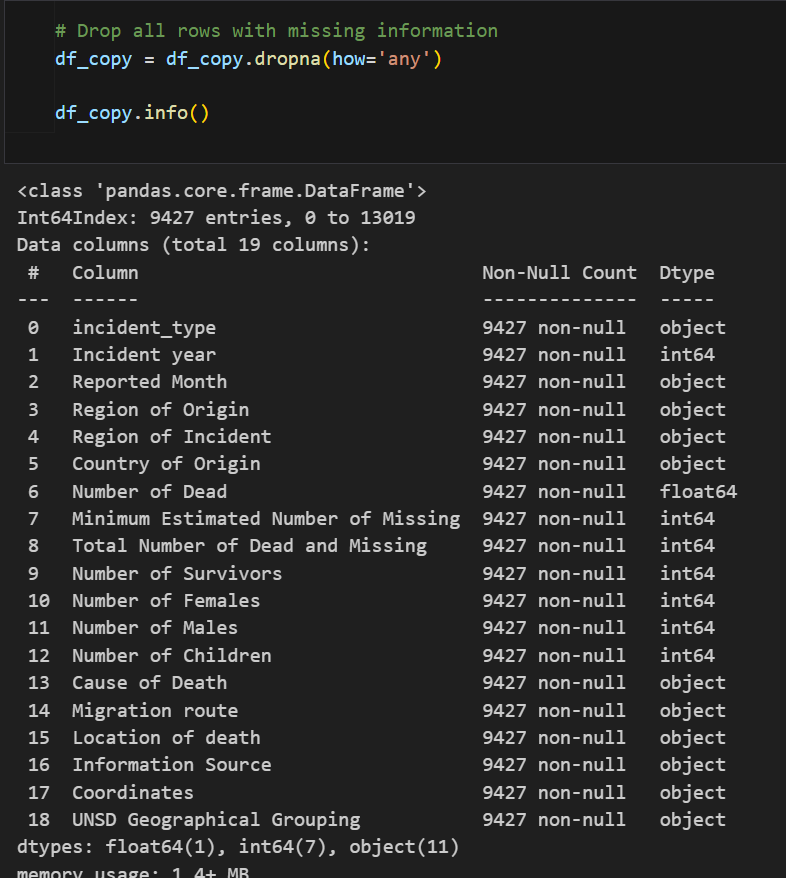 # Drop all rows with missing information
df_copy = df_copy.dropna(how='any')
df_copy.info()
<class 'pandas.core.frame.DataFrame'>
Int64Index: 9427 entries, 0 to 13019
Data columns (total 19 columns):
 #   Column                               Non-Null Count  Dtype
---  ------                               --------------  -----
 0   incident_type                        9427 non-null   object
 1   Incident year                        9427 non-null   int64
 2   Reported Month                       9427 non-null   object
 3   Region of Origin                     9427 non-null   object
 4   Region of Incident                   9427 non-null   object
 5   Country of Origin                    9427 non-null   object
 6   Number of Dead                       9427 non-null   float64
 7   Minimum Estimated Number of Missing  9427 non-null   int64
 8   Total Number of Dead and Missing     9427 non-null   int64
 9   Number of Survivors                  9427 non-null   int64
 10  Number of Females                    9427 non-null   int64
 11  Number of Males                      9427 non-null   int64
 12  Number of Children                   9427 non-null   int64
 13  Cause of Death                       9427 non-null   object
 14  Migration route                      9427 non-null   object
 15  Location of death                    9427 non-null   object
 16  Information Source                   9427 non-null   object
 17  Coordinates                          9427 non-null   object
 18  UNSD Geographical Grouping           9427 non-null   object
dtypes: float64(1), int64(7), object(11)
memory usage: 1.4+ MB